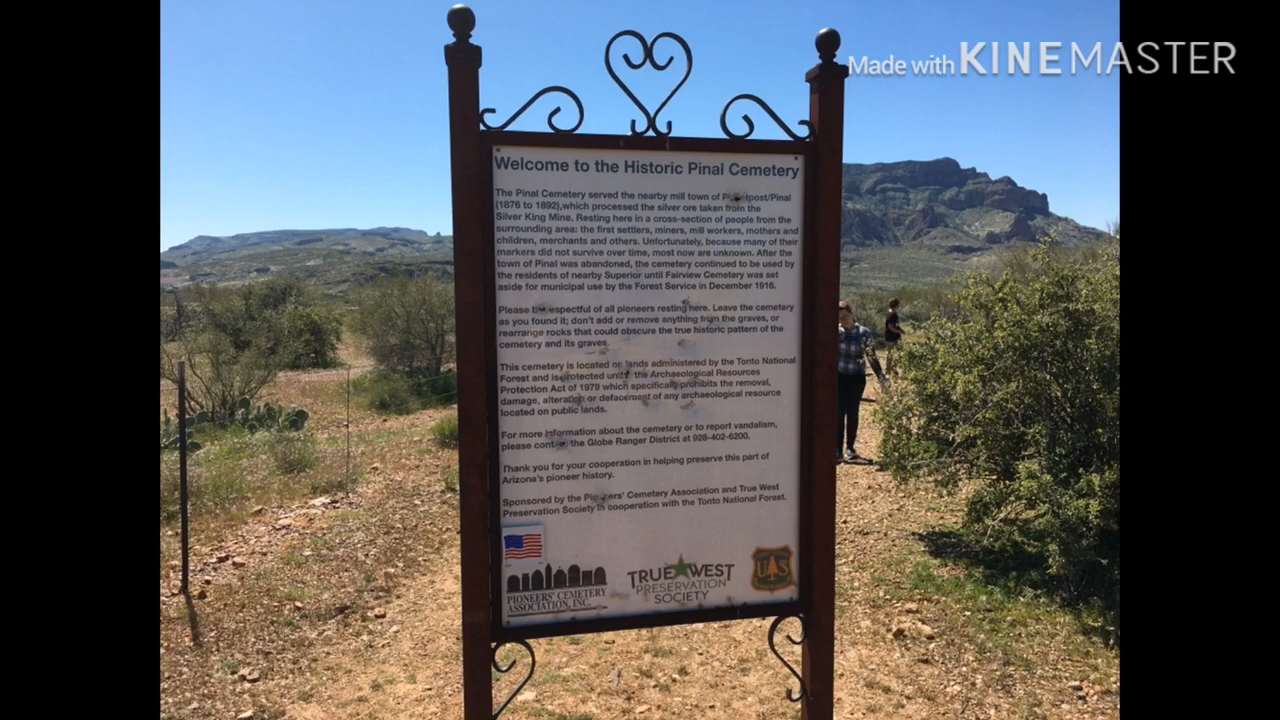 Made with KINEMASTER
Welcome to the Historic Pinal Cemetery
The Pinal Cemetery served the nearby mill town of tpost/Pinal
(1876 to 1892),which processed the silver ore taken from the
Silver King Mine. Resting here in a cross-section of people from the
surrounding area: the first settlers, miners, mill workers, mothers and
children, merchants and others. Unfortunately, because many of their
markers did not survive over time, most now are unknown. After the
town of Pinal was abandoned, the cemetery continued to be used by
the residents of nearby Superior until Fairview Cemetery was set
aside for municipal use by the Forest Service in December 1916.
Please be respectful of all pioneers resting here. Leave the cemetery
as you found it; don't add or remove anything from the graves, or
rearrange rocks that could obscure the true historic pattern of the
cemetery and its graves.
This cemetery is located on lands administered by the Tonto National
Forest and is protected under the Archaeological Resources
Protection Act of 1979 which specifically prohibits the removal,
damage, alteration or defacement of any archaeological resource
located on public lands.
For more information about the cemetery or to report vandalism,
please contact the Globe Ranger District at 928-402-6200.
Thank you for your cooperation in helping preserve this part of
Arizona's pioneer history.
Sponsored by the Pioneers' Cemetery Association and True West
Preservation Society in cooperation with the Tonto National Forest.
PIONEERS' CEMETERY
ASSOCIATION, INC.
TRUE WEST
PRESERVATION
SOCIETY
U S